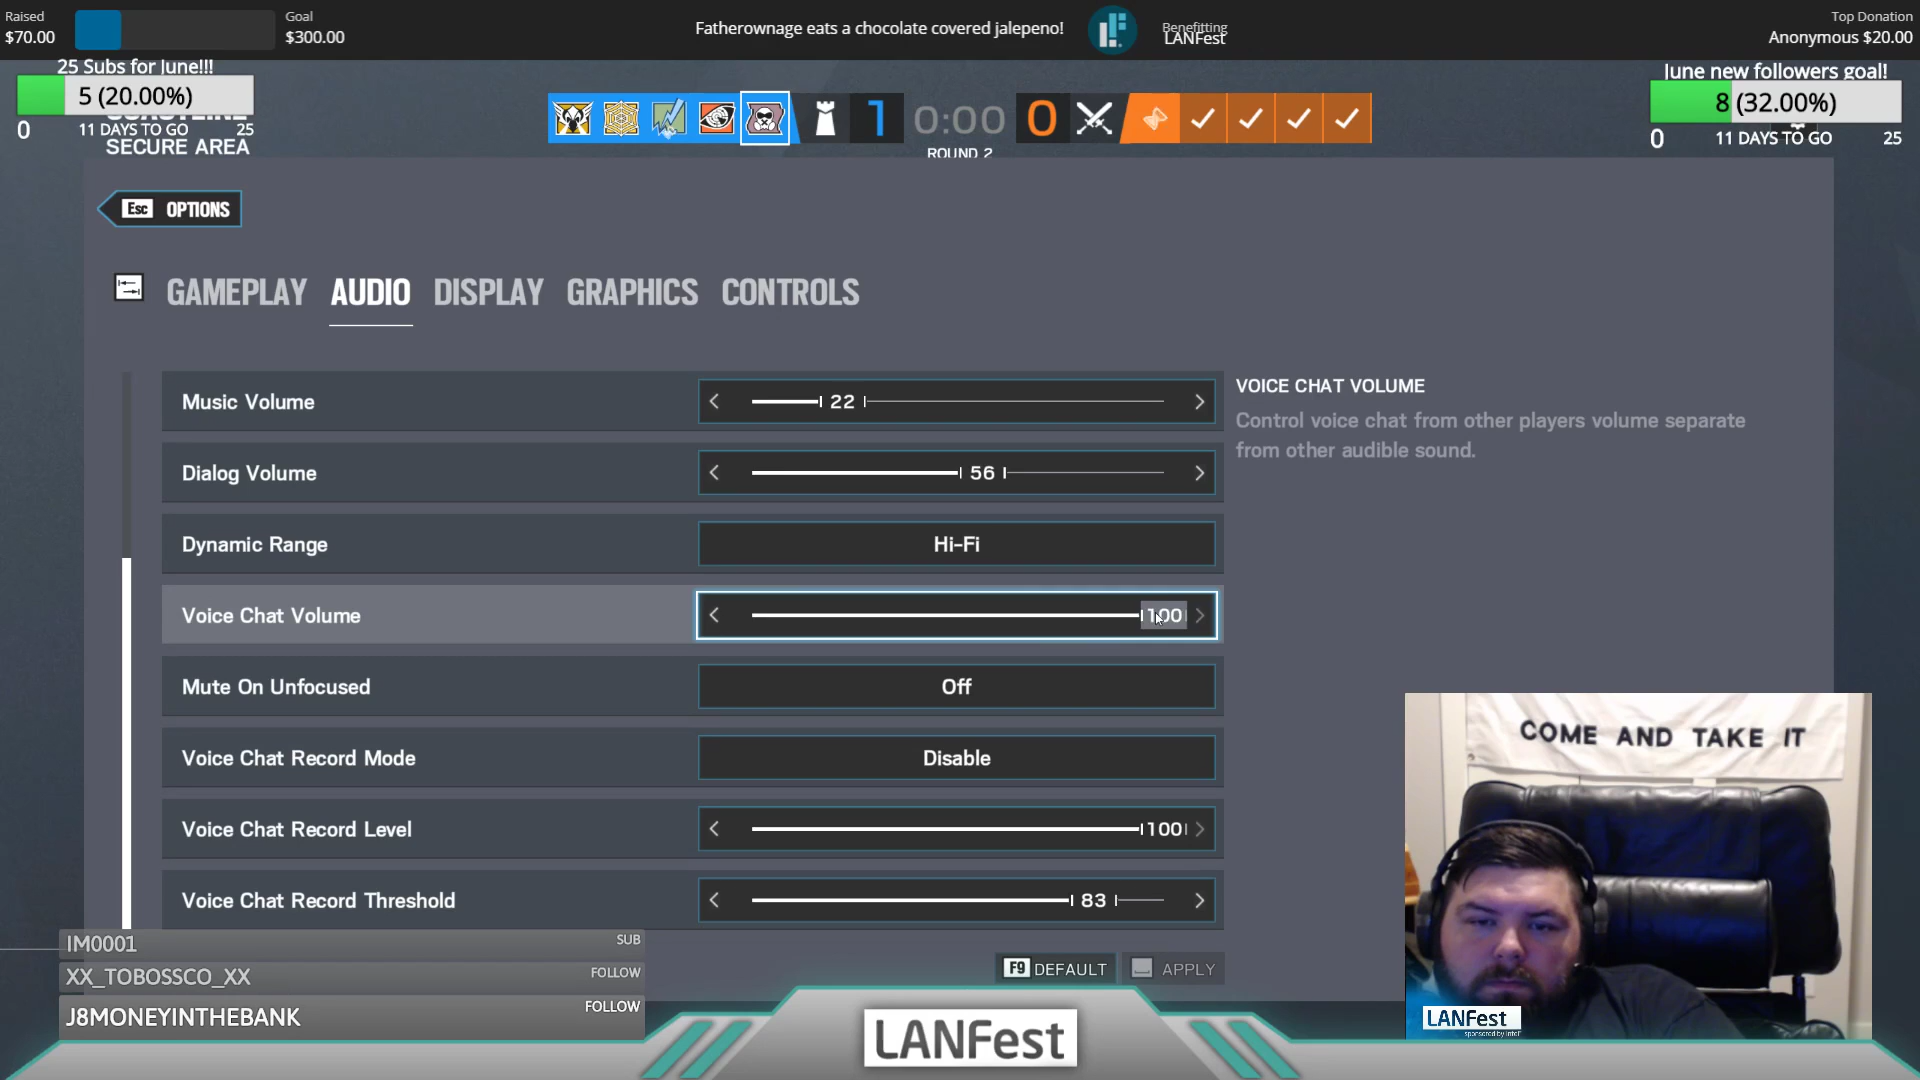 Raised
$70.00
Goal
$300.00
Fatherownage eats a chocolate covered jalepeno!
Benefitting
LANFest
Top Donation
Anonymous $20.00
25 Subs for June!!!
5 (20.00%)
0
11 DAYS TO GO
25
SECURE AREA
1
0:00
0
ROUND 2
June new followers goal!
8 (32.00%)
0
11 DAYS TO GO
25
Esc OPTIONS
GAMEPLAY AUDIO DISPLAY GRAPHICS CONTROLS
Music Volume
22
Dialog Volume
56
Dynamic Range
Hi-Fi
Voice Chat Volume
100
Mute On Unfocused
Off
Voice Chat Record Mode
Disable
Voice Chat Record Level
100
Voice Chat Record Threshold
83
VOICE CHAT VOLUME
Control voice chat from other players volume separate
from other audible sound.
F9 DEFAULT
APPLY
IM0001
SUB
XX_TOBOSSCO_XX
FOLLOW
J8MONEYINTHEBANK
FOLLOW
LANFest
COME AND TAKE IT
LANFest
sponsored by Intel